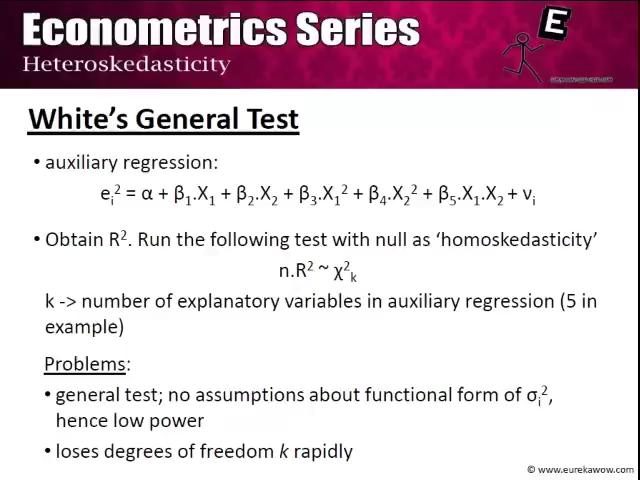 Econometrics Series
E
Heteroskedasticity
White's General Test
• auxiliary regression:
eᵢ² = α + β₁.X₁ + β₂.X₂ + β₃.X₁² + β₄.X₂² + β₅.X₁.X₂ + νᵢ
• Obtain R². Run the following test with null as ‘homoskedasticity’
n.R² ~ χ²ₖ
k -> number of explanatory variables in auxiliary regression (5 in
example)
Problems:
• general test; no assumptions about functional form of σᵢ²,
hence low power
• loses degrees of freedom k rapidly
© www.eurekawow.com